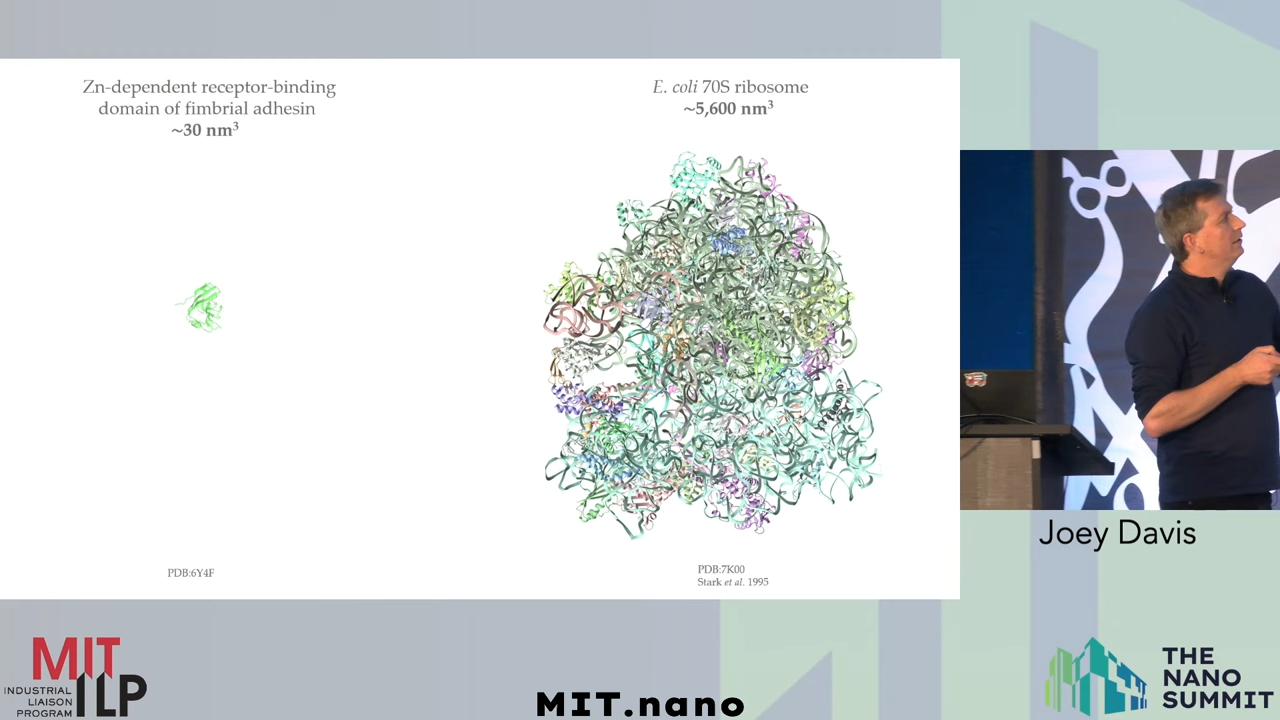 Zn-dependent receptor-binding
domain of fimbrial adhesin
~30 nm³
E. coli 70S ribosome
~5,600 nm³
PDB:6Y4F
PDB:7K00
Stark et al. 1995
Joey Davis
MIT
ILP
INDUSTRIAL
LIAISON
PROGRAM
MIT.nano
THE
NANO
SUMMIT